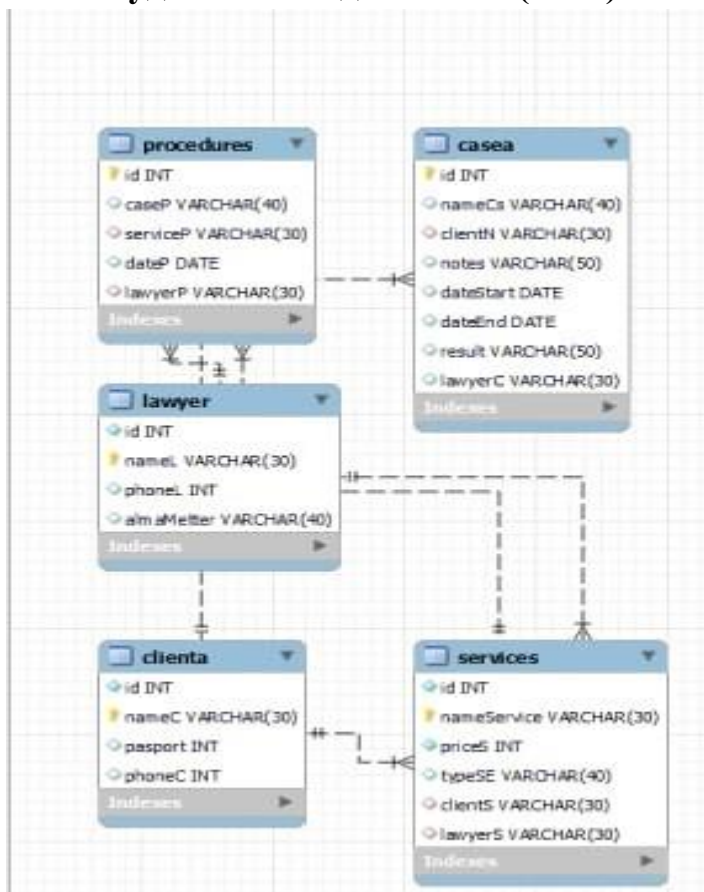 procedures
id INT
caseP VARCHAR(40)
serviceP VARCHAR(30)
dateP DATE
lawyerP VARCHAR(30)
Indexes
casea
id INT
nameCs VARCHAR(40)
clientN VARCHAR(30)
notes VARCHAR(50)
dateStart DATE
dateEnd DATE
result VARCHAR(50)
lawyerC VARCHAR(30)
Indexes
lawyer
id INT
nameL VARCHAR(30)
phoneL INT
almaMetter VARCHAR(40)
Indexes
clienta
id INT
nameC VARCHAR(30)
pasport INT
phoneC INT
Indexes
services
id INT
nameService VARCHAR(30)
priceS INT
typeSE VARCHAR(40)
clientS VARCHAR(30)
lawyerS VARCHAR(30)
Indexes